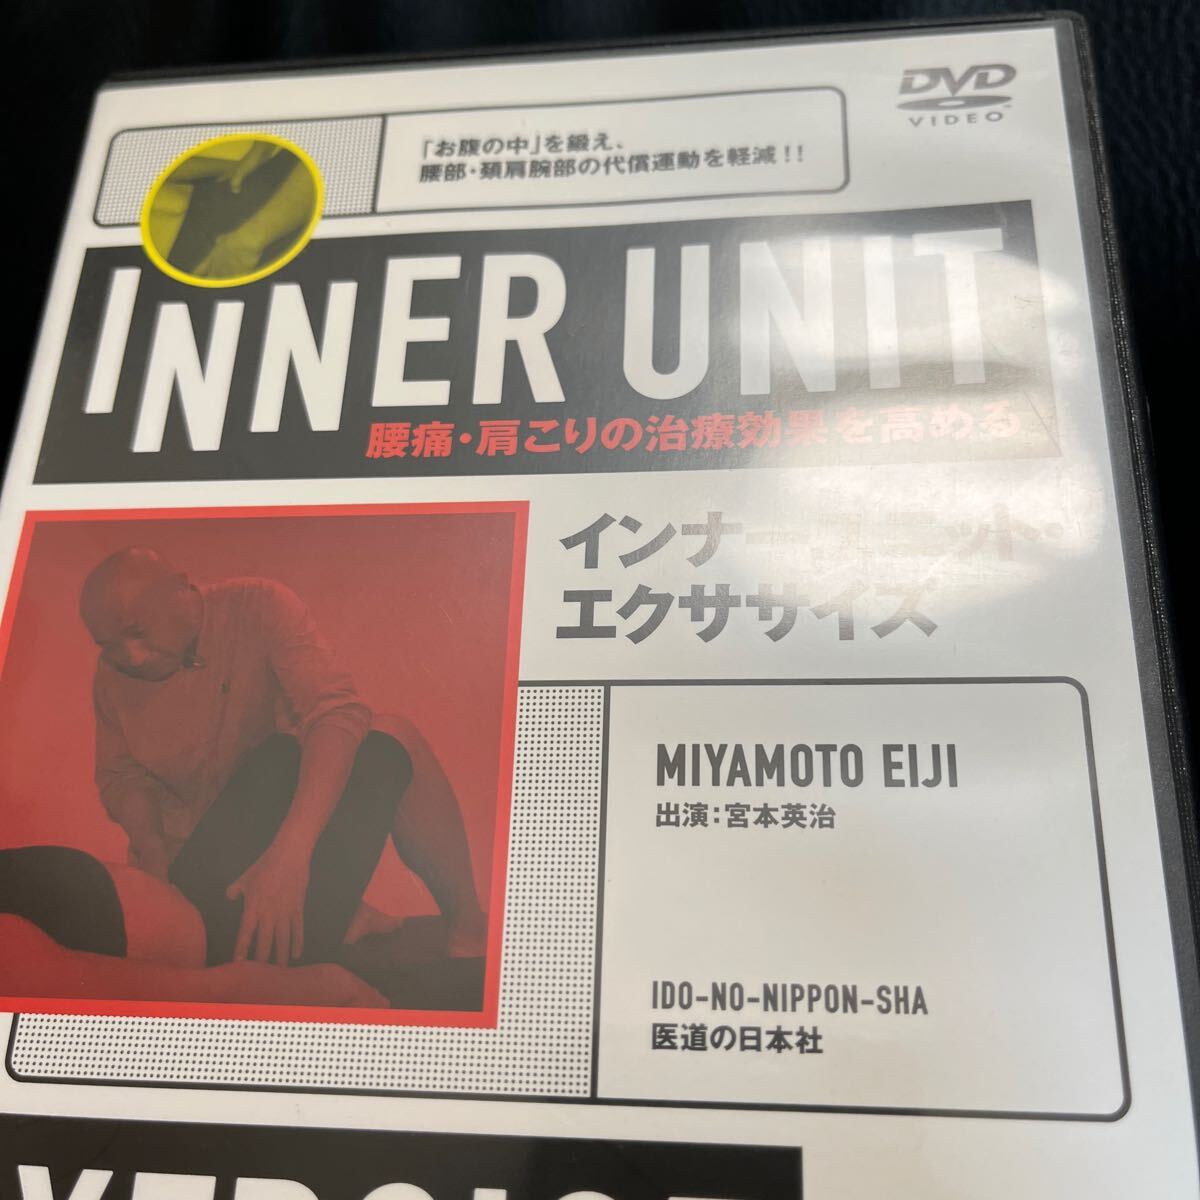 DVD
VIDEO
「お腹の中」を鍛え、
腰部・頚肩腕部の代償運動を軽減!!
INNER UNIT
腰痛・肩こりの治療効果を高める
インナーユニット・
エクササイズ
MIYAMOTO EIJI
出演:宮本英治
IDO-NO-NIPPON-SHA
医道の日本社